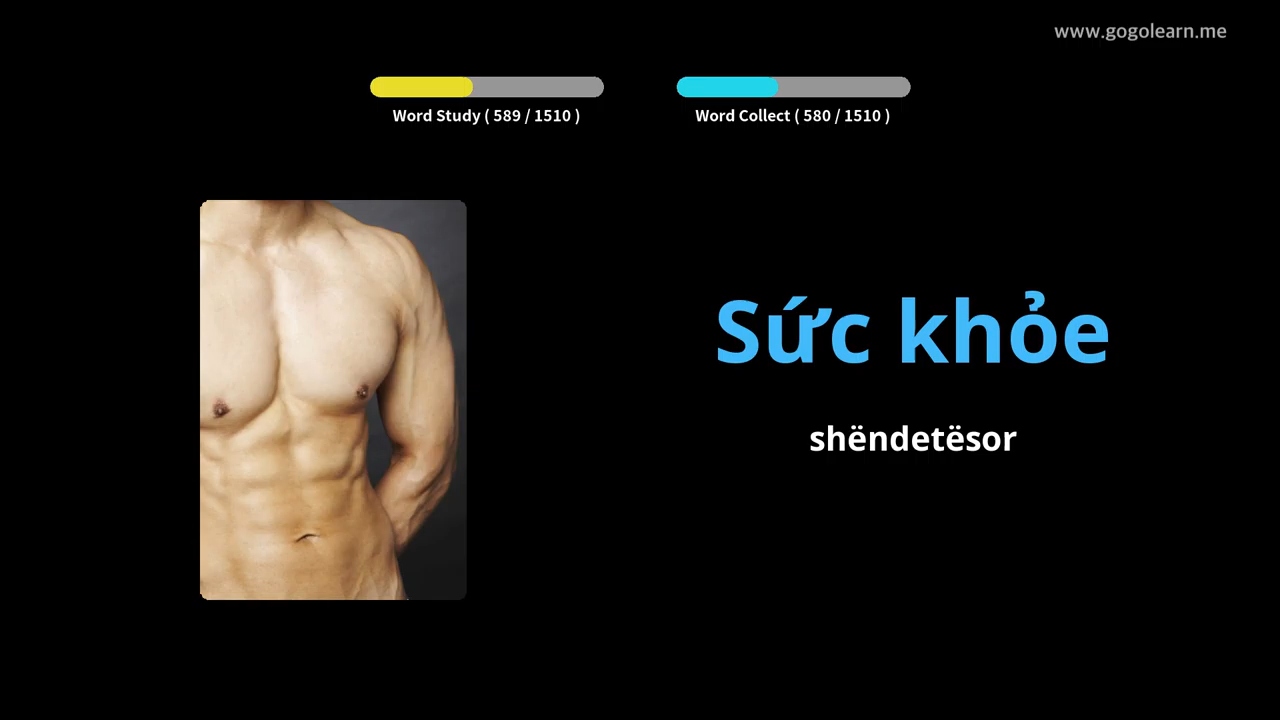 www.gogolearn.me
Word Study ( 589 / 1510 )
Word Collect ( 580 / 1510 )
Sức khỏe
shëndetësor